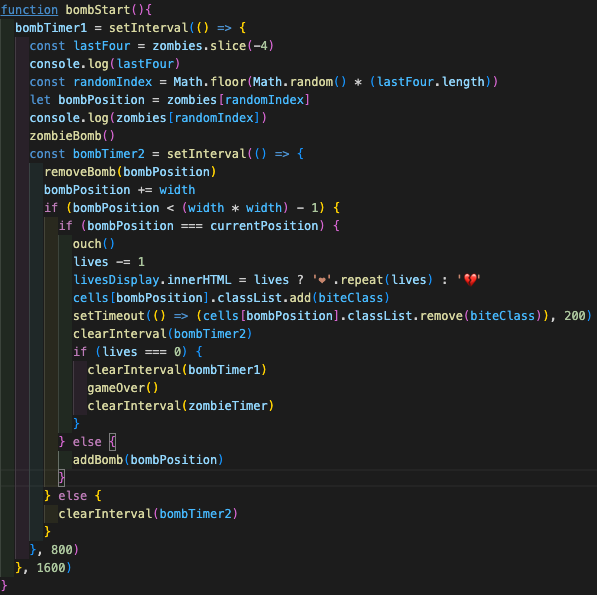 function bombStart(){
  bombTimer1 = setInterval(() => {
    const lastFour = zombies.slice(-4)
    console.log(lastFour)
    const randomIndex = Math.floor(Math.random() * (lastFour.length))
    let bombPosition = zombies[randomIndex]
    console.log(zombies[randomIndex])
    zombieBomb()
    const bombTimer2 = setInterval(() => {
      removeBomb(bombPosition)
      bombPosition += width
      if (bombPosition < (width * width) - 1) {
        if (bombPosition === currentPosition) {
          ouch()
          lives -= 1
          livesDisplay.innerHTML = lives ? '❤️'.repeat(lives) : '💔'
          cells[bombPosition].classList.add(biteClass)
          setTimeout(() => (cells[bombPosition].classList.remove(biteClass)), 200)
          clearInterval(bombTimer2)
          if (lives === 0) {
            clearInterval(bombTimer1)
            gameOver()
            clearInterval(zombieTimer)
          }
        } else {
          addBomb(bombPosition)
        }
      } else {
        clearInterval(bombTimer2)
      }
    }, 800)
  }, 1600)
}